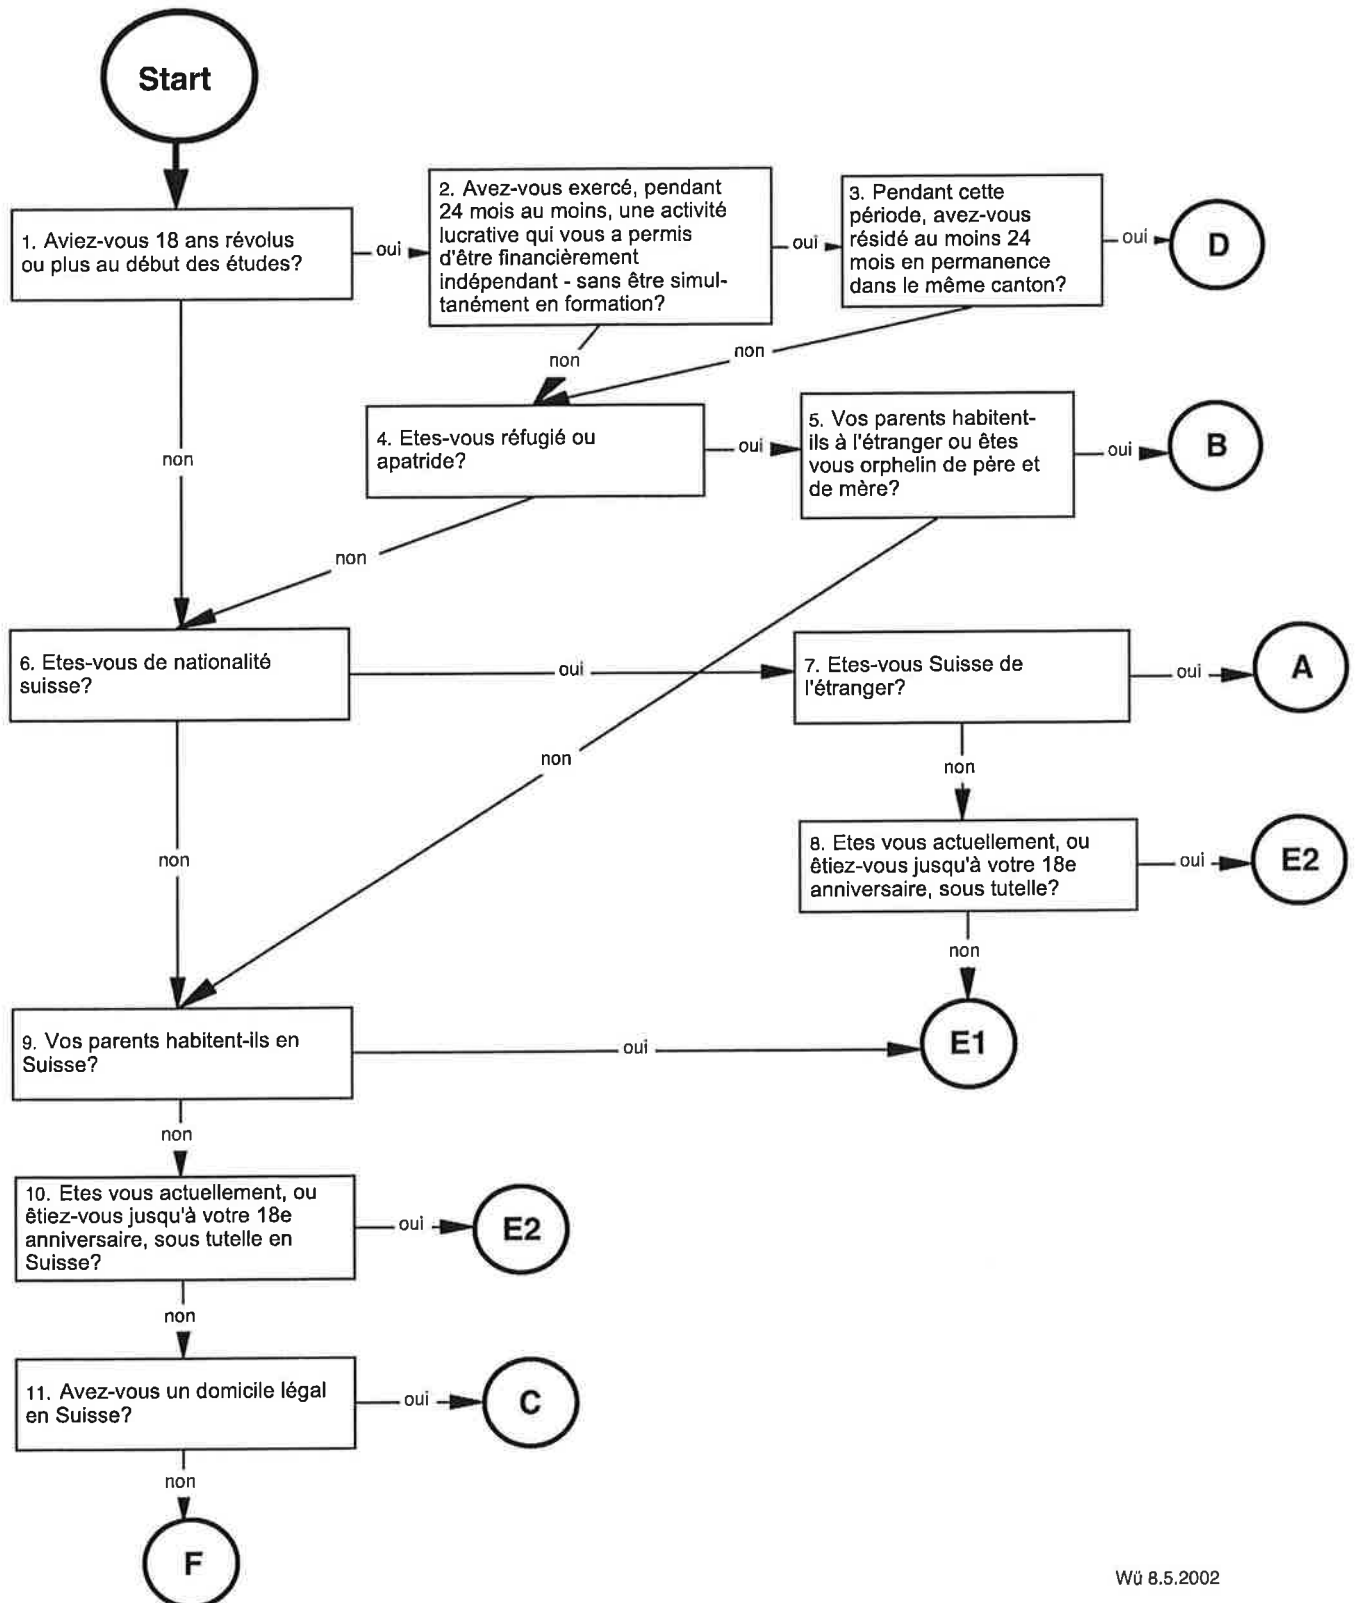 Start
1. Aviez-vous 18 ans révolus
ou plus au début des études?
oui
2. Avez-vous exercé, pendant
24 mois au moins, une activité
lucrative qui vous a permis
d'être financièrement
indépendant - sans être simul-
tanément en formation?
oui
3. Pendant cette
période, avez-vous
résidé au moins 24
mois en permanence
dans le même canton?
oui
D
non
non
non
4. Etes-vous réfugié ou
apatride?
oui
5. Vos parents habitent-
ils à l'étranger ou êtes
vous orphelin de père et
de mère?
oui
B
non
non
6. Etes-vous de nationalité
suisse?
oui
7. Etes-vous Suisse de
l'étranger?
oui
A
non
non
8. Etes vous actuellement, ou
êtiez-vous jusqu'à votre 18e
anniversaire, sous tutelle?
oui
E2
non
9. Vos parents habitent-ils en
Suisse?
oui
E1
non
10. Etes vous actuellement, ou
êtiez-vous jusqu'à votre 18e
anniversaire, sous tutelle en
Suisse?
oui
E2
non
11. Avez-vous un domicile légal
en Suisse?
oui
C
non
F
Wü 8.5.2002